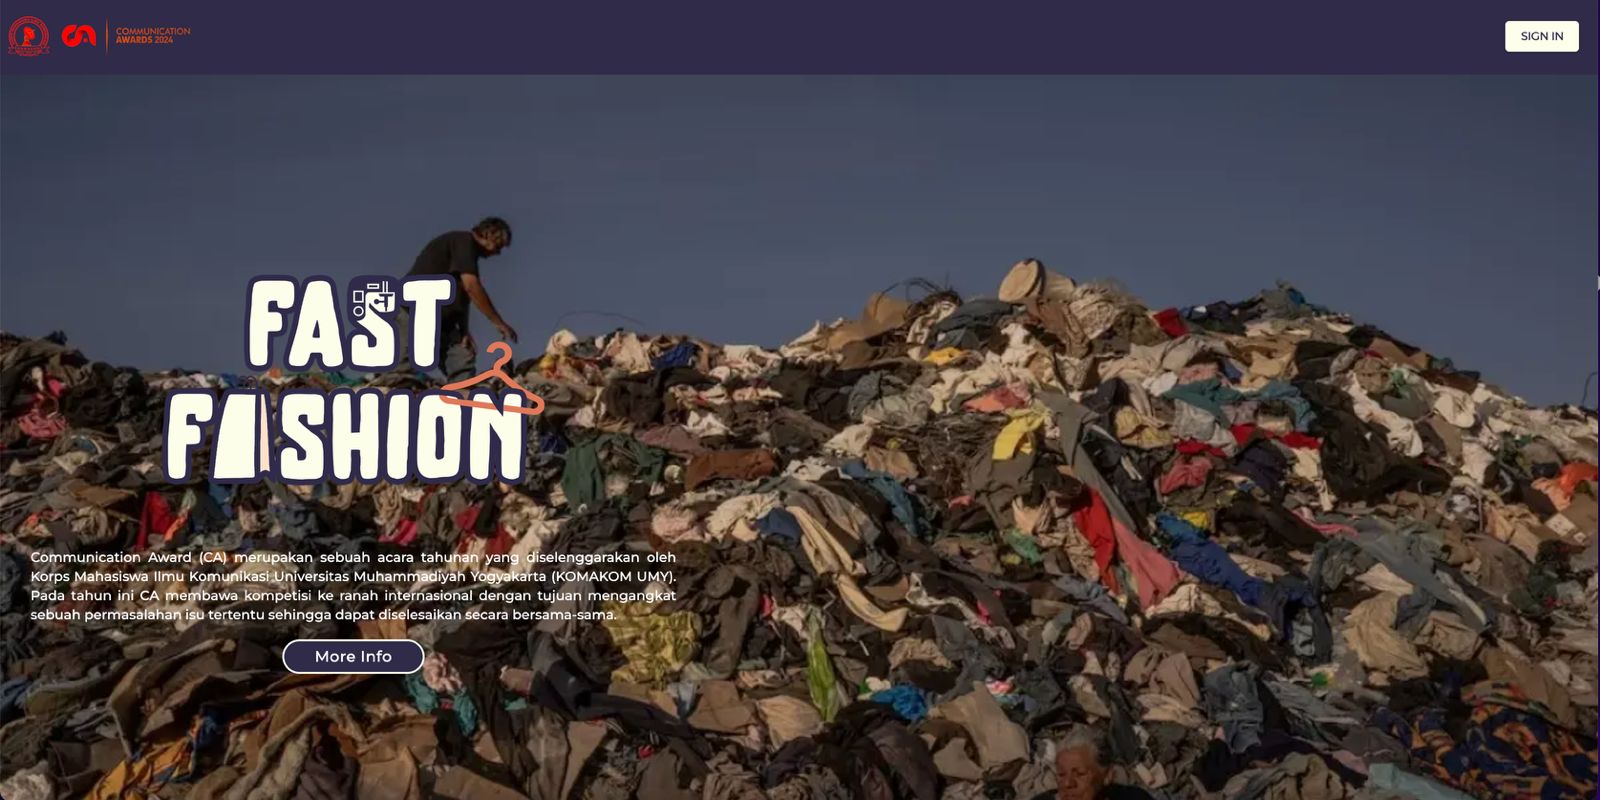 COMMUNICATION
AWARDS 2024
SIGN IN
FAST
FASHION
Communication Award (CA) merupakan sebuah acara tahunan yang diselenggarakan oleh
Korps Mahasiswa Ilmu Komunikasi Universitas Muhammadiyah Yogyakarta (KOMAKOM UMY).
Pada tahun ini CA membawa kompetisi ke ranah internasional dengan tujuan mengangkat
sebuah permasalahan isu tertentu sehingga dapat diselesaikan secara bersama-sama.
More Info